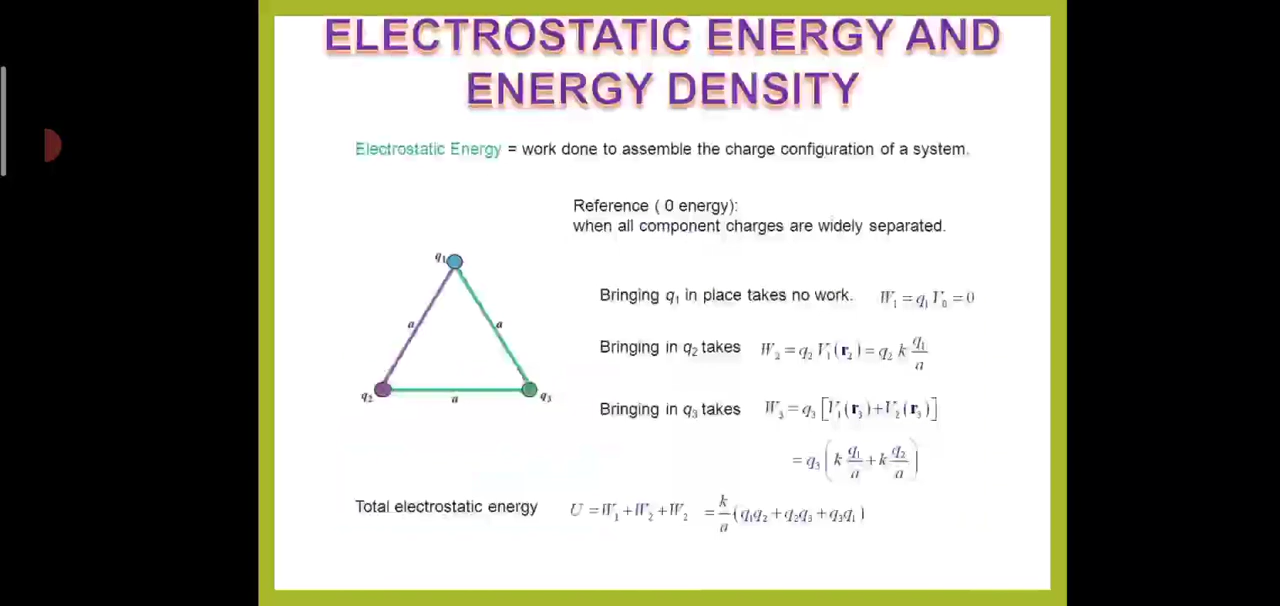 ELECTROSTATIC ENERGY AND
ENERGY DENSITY
Electrostatic Energy = work done to assemble the charge configuration of a system.
Reference ( 0 energy):
when all component charges are widely separated.
q₁
a
a
q₂
a
q₃
Bringing q₁ in place takes no work. W₁ = q₁ V₀ = 0
Bringing in q₂ takes W₂ = q₂ V₁(r₂) = q₂ k q₁/a
Bringing in q₃ takes W₃ = q₃ [V₁(r₃)+V₂(r₃)]
= q₃ (k q₁/a + k q₂/a)
Total electrostatic energy U = W₁ + W₂ + W₂ = k/a (q₁q₂ + q₂q₃ + q₃q₁)